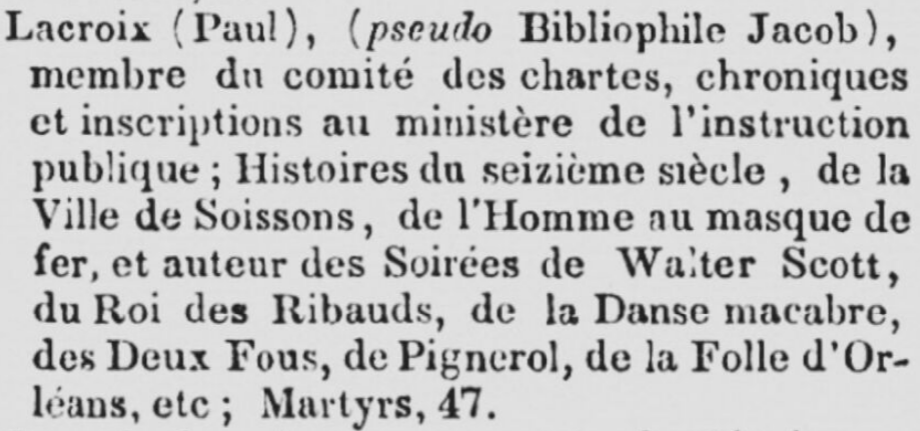 Lacroix (Paul), (pseudo Bibliophile Jacob),
membre du comité des chartes, chroniques
et inscriptions au ministère de l'instruction
publique ; Histoires du seizième siècle , de la
Ville de Soissons, de l'Homme au masque de
fer, et auteur des Soirées de Walter Scott,
du Roi des Ribauds, de la Danse macabre,
des Deux Fous, de Pignerol, de la Folle d'Or-
léans, etc ; Martyrs, 47.